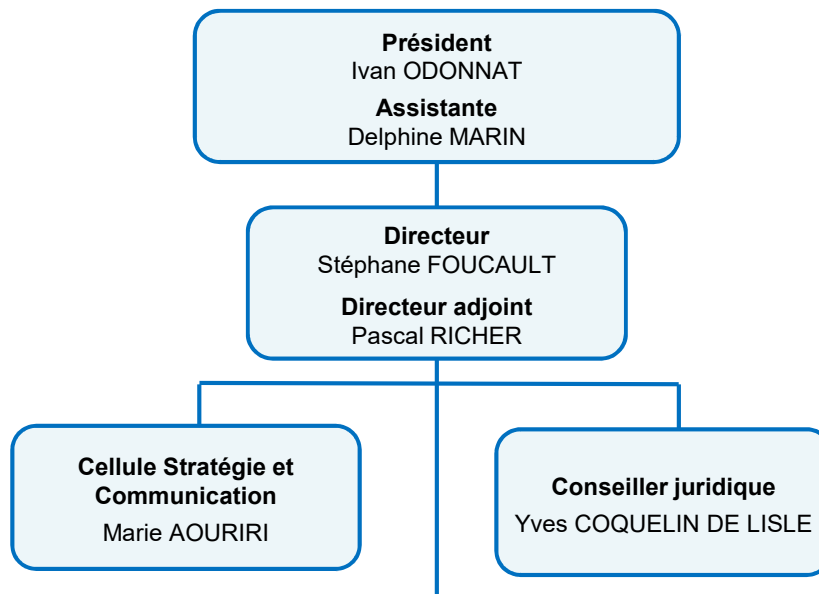 Président
Ivan ODONNAT
Assistante
Delphine MARIN
Directeur
Stéphane FOUCAULT
Directeur adjoint
Pascal RICHER
Cellule Stratégie et
Communication
Marie AOURIRI
Conseiller juridique
Yves COQUELIN DE LISLE